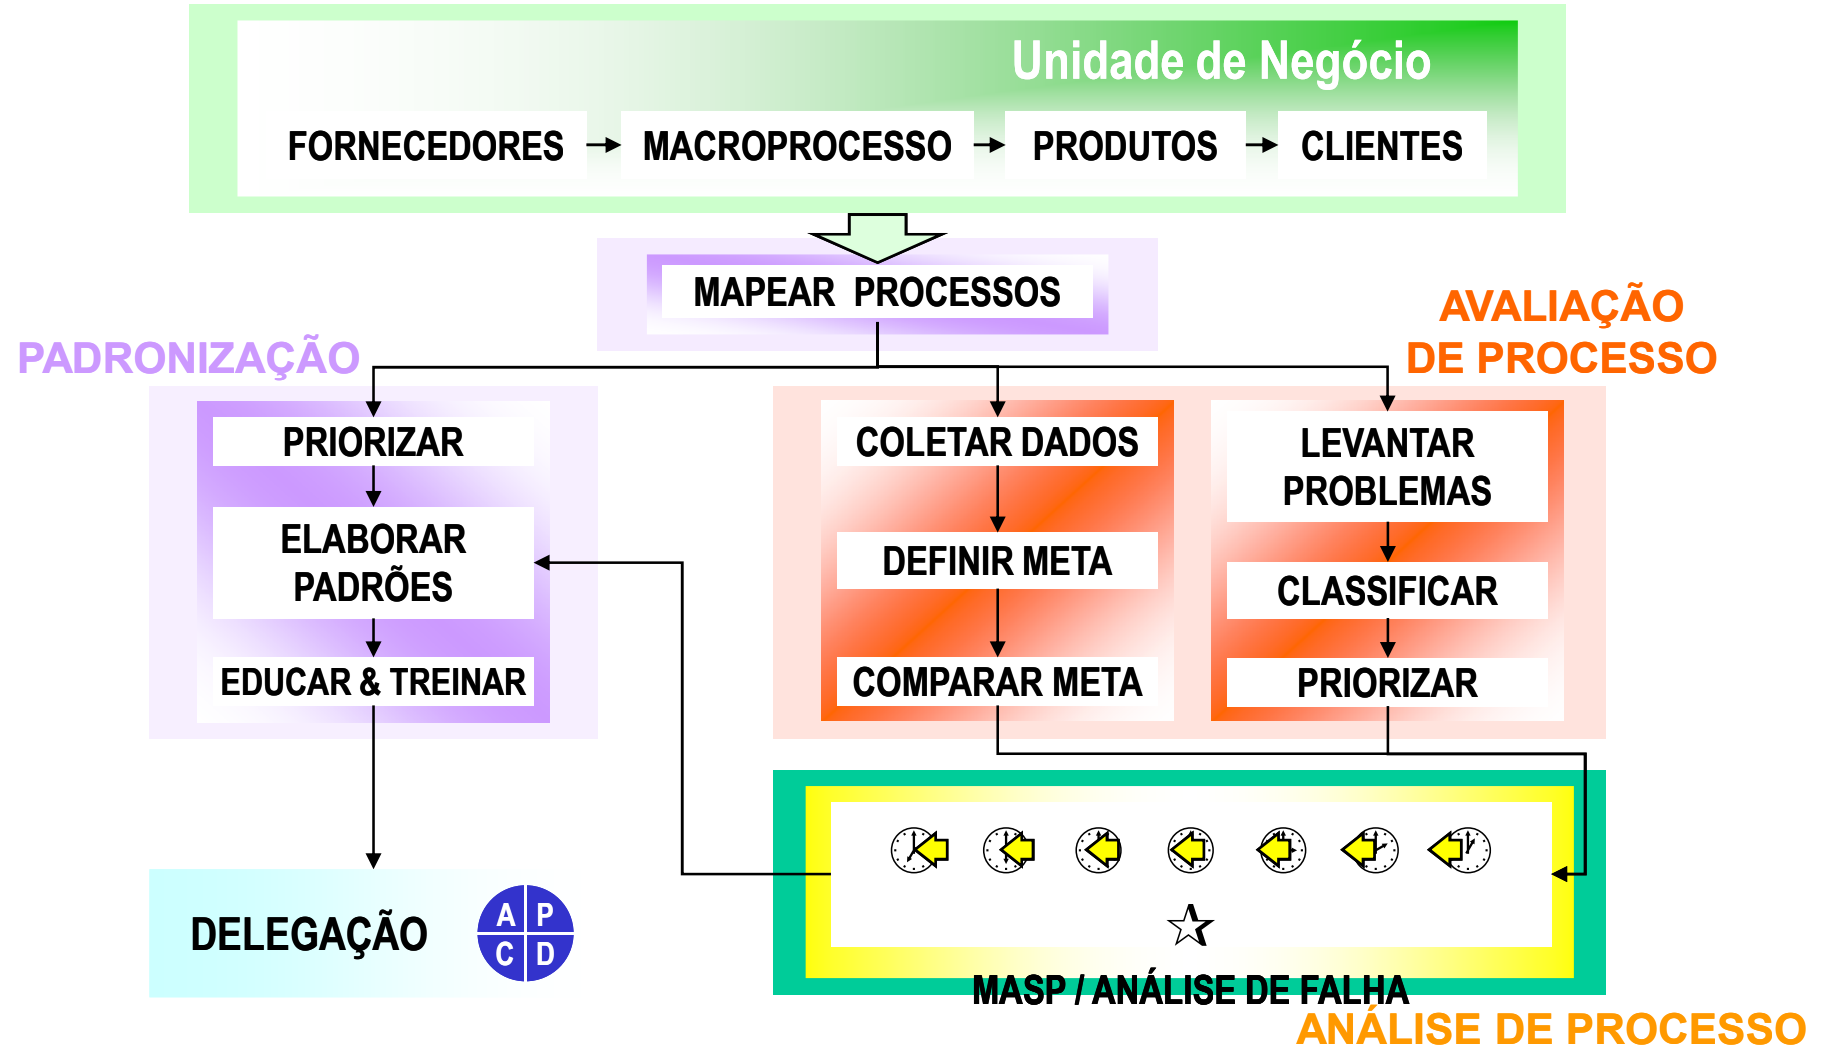 Unidade de Negócio
FORNECEDORES
MACROPROCESSO
PRODUTOS
CLIENTES
MAPEAR PROCESSOS
PADRONIZAÇÃO
AVALIAÇÃO
DE PROCESSO
PRIORIZAR
ELABORAR
PADRÕES
EDUCAR & TREINAR
COLETAR DADOS
DEFINIR META
COMPARAR META
LEVANTAR
PROBLEMAS
CLASSIFICAR
PRIORIZAR
DELEGAÇÃO
A P
C D
MASP / ANÁLISE DE FALHA
ANÁLISE DE PROCESSO